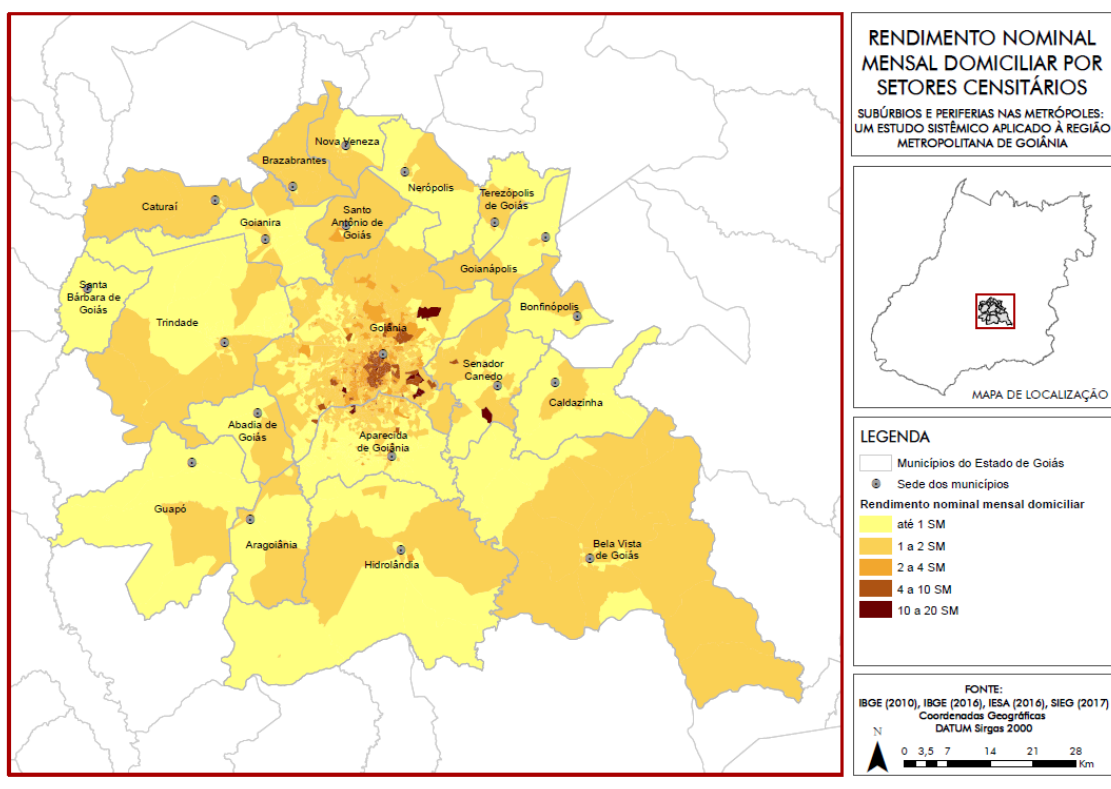 RENDIMENTO NOMINAL
MENSAL DOMICILIAR POR
SETORES CENSITÁRIOS
SUBÚRBIOS E PERIFERIAS NAS METRÓPOLES:
UM ESTUDO SISTÊMICO APLICADO À REGIÃO
METROPOLITANA DE GOIÂNIA
Nova Veneza
Brazabrantes
Nerópolis
Terezópolis
de Goiás
Caturaí
Santo
Antônio de
Goiás
Goianira
Goianápolis
Santa
Bárbara de
Goiás
Bonfinópolis
Trindade
Goiânia
Senador
Canedo
Caldazinha
Abadia de
Goiás
Aparecida
de Goiânia
Guapó
Aragoiânia
Hidrolândia
Bela Vista
de Goiás
MAPA DE LOCALIZAÇÃO
LEGENDA
Municípios do Estado de Goiás
Sede dos municípios
Rendimento nominal mensal domiciliar
até 1 SM
1 a 2 SM
2 a 4 SM
4 a 10 SM
10 a 20 SM
FONTE:
IBGE (2010), IBGE (2016), IESA (2016), SIEG (2017)
Coordenadas Geográficas
DATUM Sirgas 2000
N
0 3,5 7 14 21 28
Km